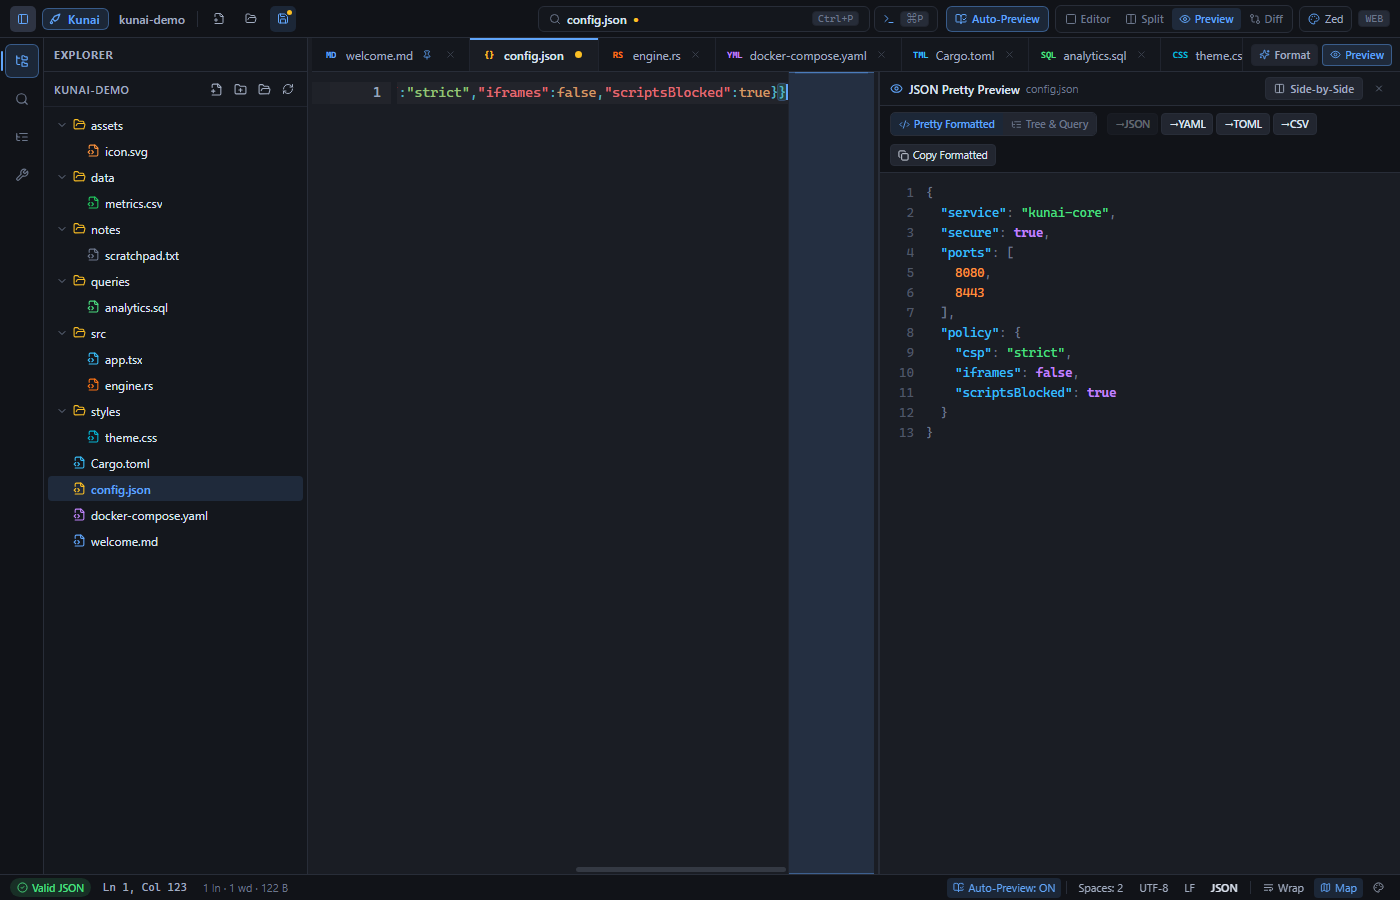 Kunai kunai-demo config.json Ctrl+P ⌘P Auto-Preview Editor Split Preview Diff Zed WEB
EXPLORER
MD welcome.md {} config.json RS engine.rs YML docker-compose.yaml TML Cargo.toml SQL analytics.sql CSS theme.cs Format Preview
KUNAI-DEMO
assets
icon.svg
data
metrics.csv
notes
scratchpad.txt
queries
analytics.sql
src
app.tsx
engine.rs
styles
theme.css
Cargo.toml
config.json
docker-compose.yaml
welcome.md
1 :"strict","iframes":false,"scriptsBlocked":true}}
JSON Pretty Preview config.json Side-by-Side
Pretty Formatted Tree & Query →JSON →YAML →TOML →CSV
Copy Formatted
1 {
2 "service": "kunai-core",
3 "secure": true,
4 "ports": [
5 8080,
6 8443
7 ],
8 "policy": {
9 "csp": "strict",
10 "iframes": false,
11 "scriptsBlocked": true
12 }
13 }
Valid JSON Ln 1, Col 123 1 ln · 1 wd · 122 B Auto-Preview: ON Spaces: 2 UTF-8 LF JSON Wrap Map